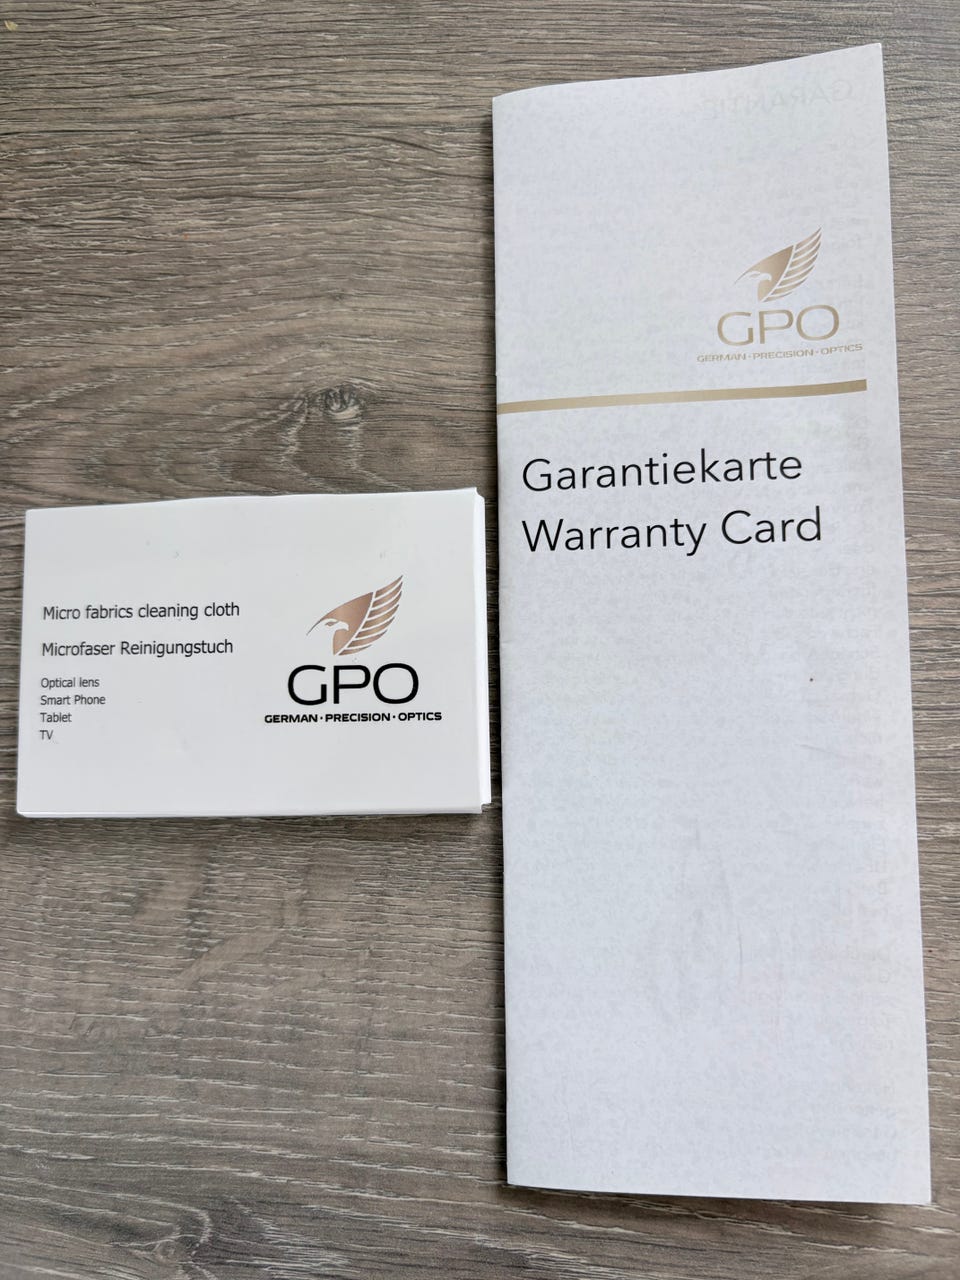 Micro fabrics cleaning cloth
Microfaser Reinigungstuch
Optical lens
Smart Phone
Tablet
TV
GPO
GERMAN·PRECISION·OPTICS
GPO
GERMAN·PRECISION·OPTICS
Garantiekarte
Warranty Card